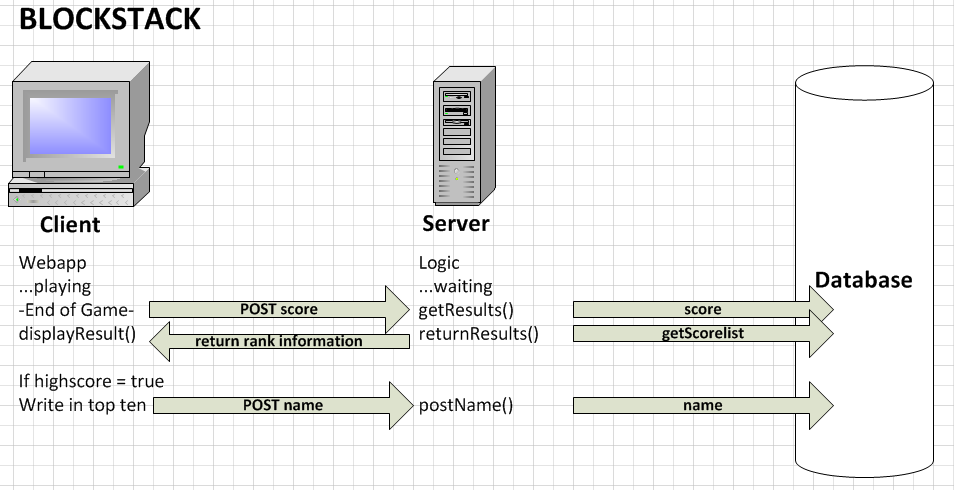 BLOCKSTACK
Client
Server
Database
Webapp
...playing
-End of Game-
displayResult()
Logic
...waiting
getResults()
returnResults()
POST score
return rank information
score
getScorelist
If highscore = true
Write in top ten
POST name
postName()
name